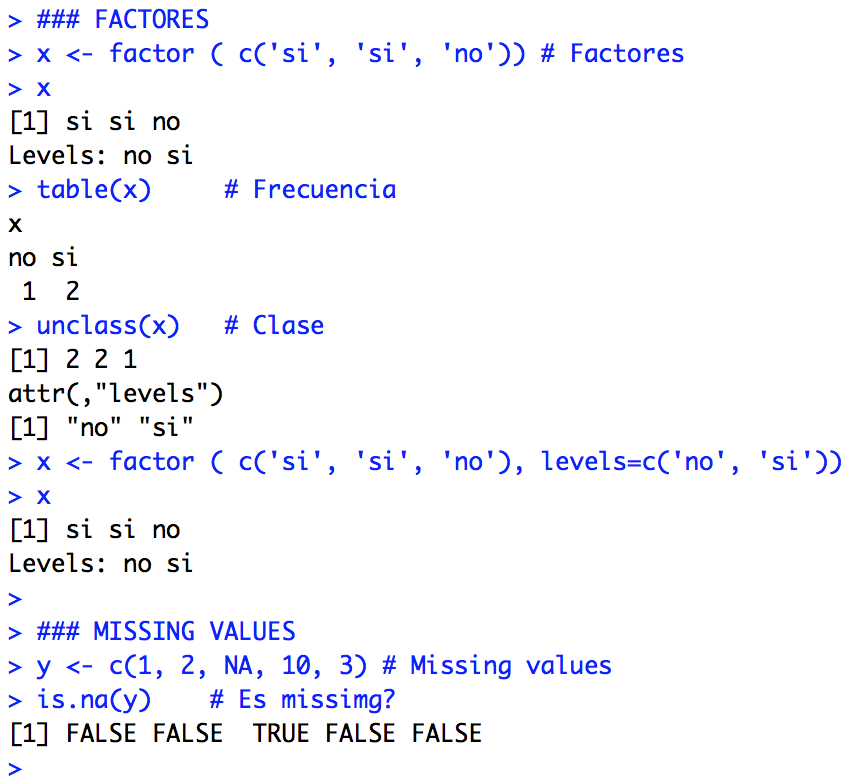 > ### FACTORES
> x <- factor ( c('si', 'si', 'no')) # Factores
> x
[1] si si no
Levels: no si
> table(x)     # Frecuencia
x
no si
 1  2
> unclass(x)   # Clase
[1] 2 2 1
attr(,"levels")
[1] "no" "si"
> x <- factor ( c('si', 'si', 'no'), levels=c('no', 'si'))
> x
[1] si si no
Levels: no si
>
> ### MISSING VALUES
> y <- c(1, 2, NA, 10, 3) # Missing values
> is.na(y)    # Es missimg?
[1] FALSE FALSE  TRUE FALSE FALSE
>